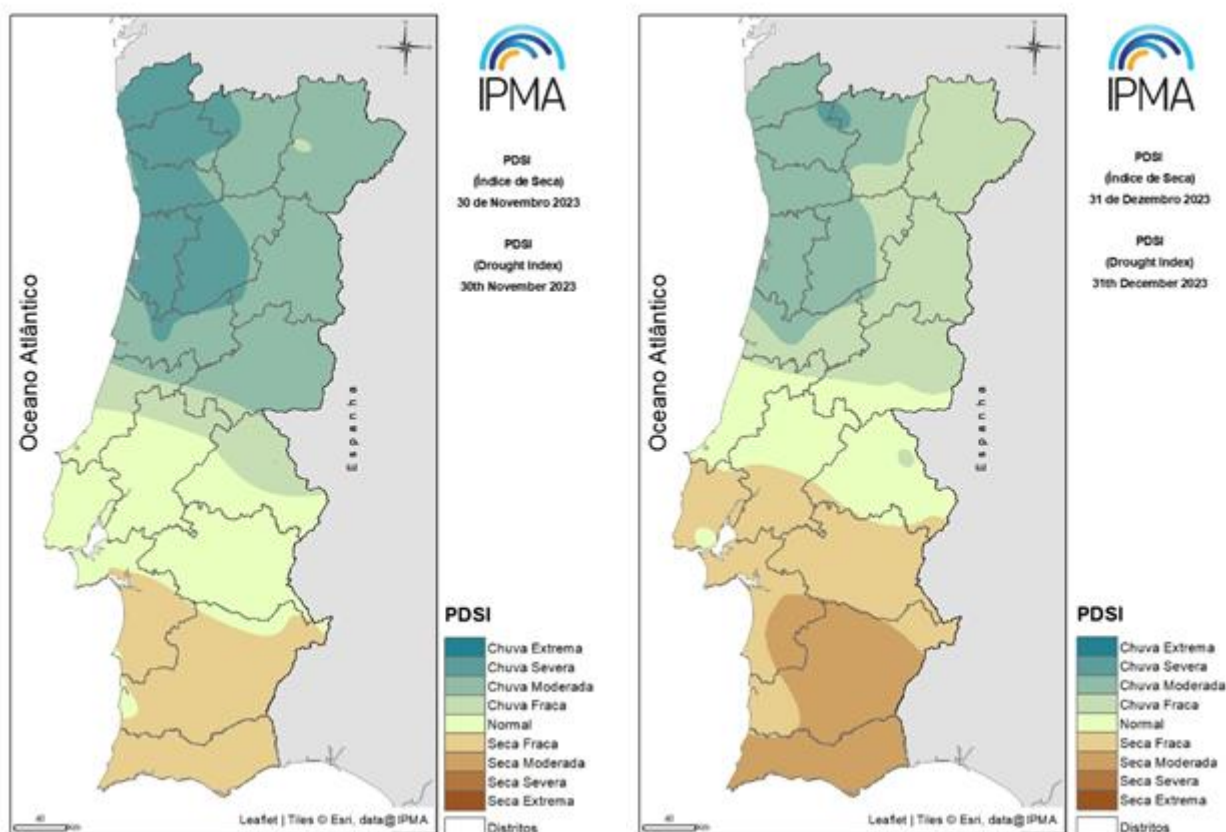 IPMA
PDSI
(Índice de Seca)
30 de Novembro 2023
PDSI
(Drought Index)
30th November 2023
Oceano Atlântico
Espanha
PDSI
Chuva Extrema
Chuva Severa
Chuva Moderada
Chuva Fraca
Normal
Seca Fraca
Seca Moderada
Seca Severa
Seca Extrema
Distritos
Leaflet | Tiles © Esri, data@IPMA
IPMA
PDSI
(Índice de Seca)
31 de Dezembro 2023
PDSI
(Drought Index)
31th December 2023
Oceano Atlântico
Espanha
PDSI
Chuva Extrema
Chuva Severa
Chuva Moderada
Chuva Fraca
Normal
Seca Fraca
Seca Moderada
Seca Severa
Seca Extrema
Distritos
Leaflet | Tiles © Esri, data@IPMA